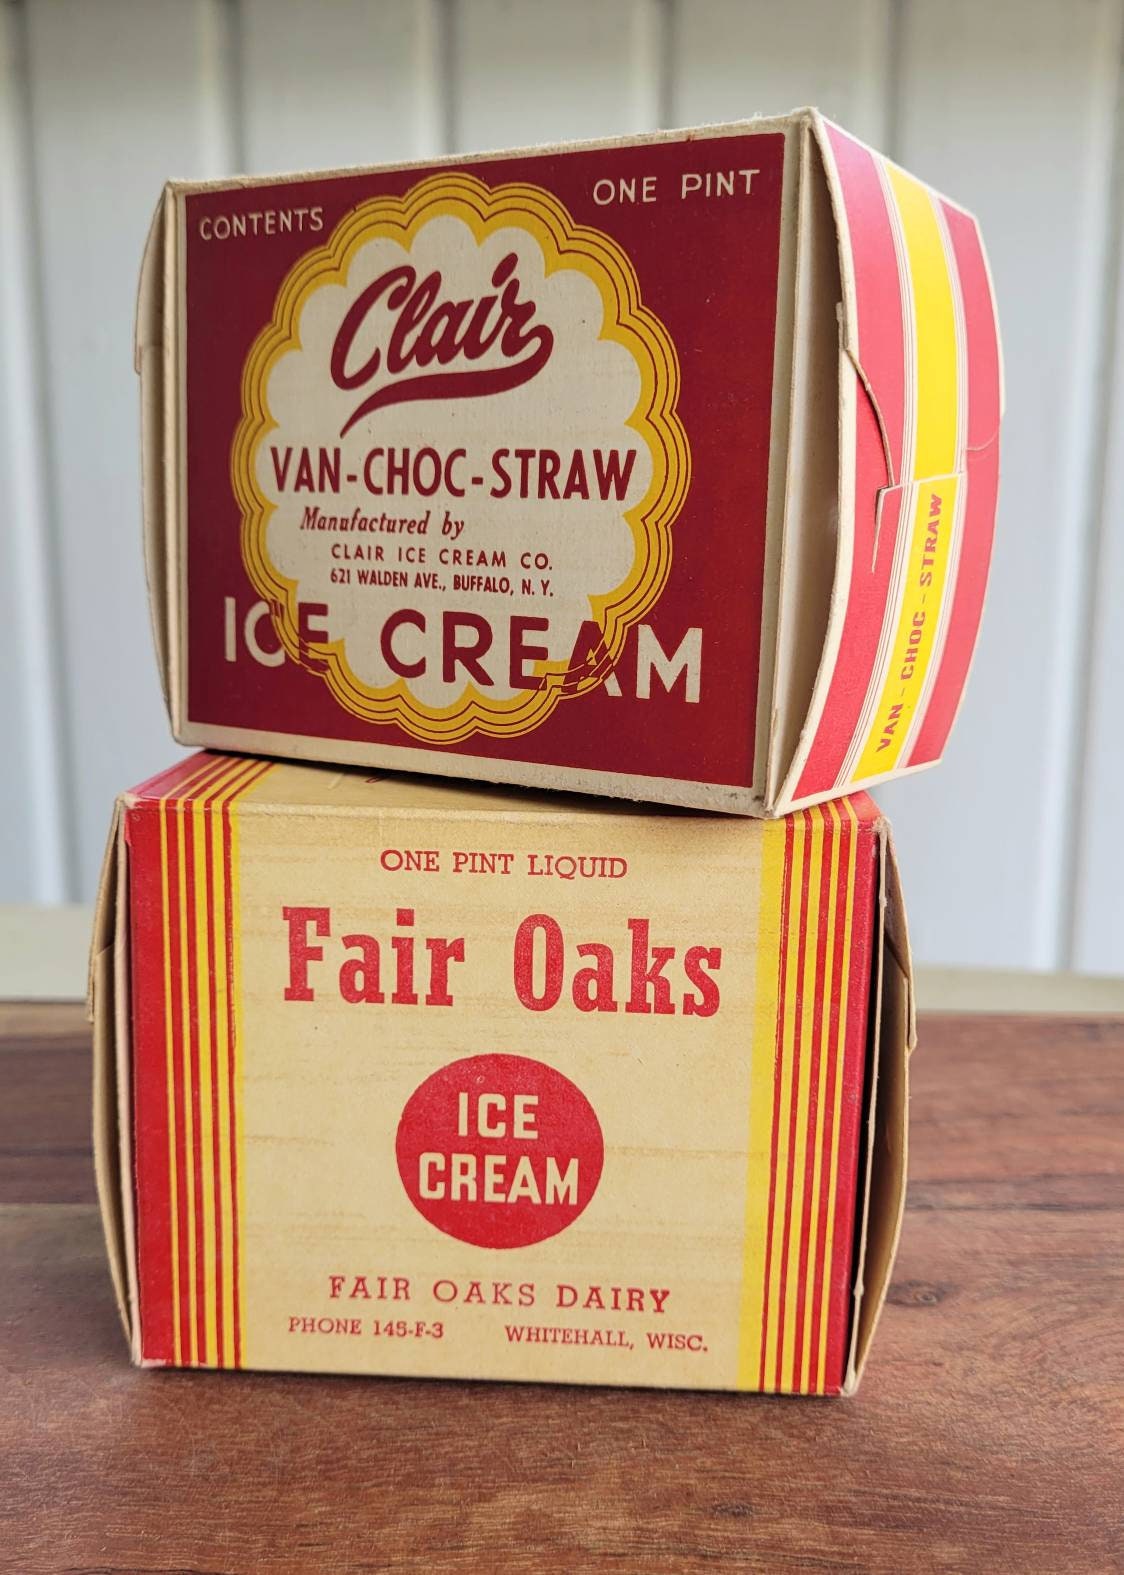 CONTENTS
ONE PINT
Clair
VAN-CHOC-STRAW
Manufactured by
CLAIR ICE CREAM CO.
621 WALDEN AVE., BUFFALO, N. Y.
ICE CREAM
VAN-CHOC-STRAW
ONE PINT LIQUID
Fair Oaks
ICE
CREAM
FAIR OAKS DAIRY
PHONE 145-F-3 WHITEHALL, WISC.